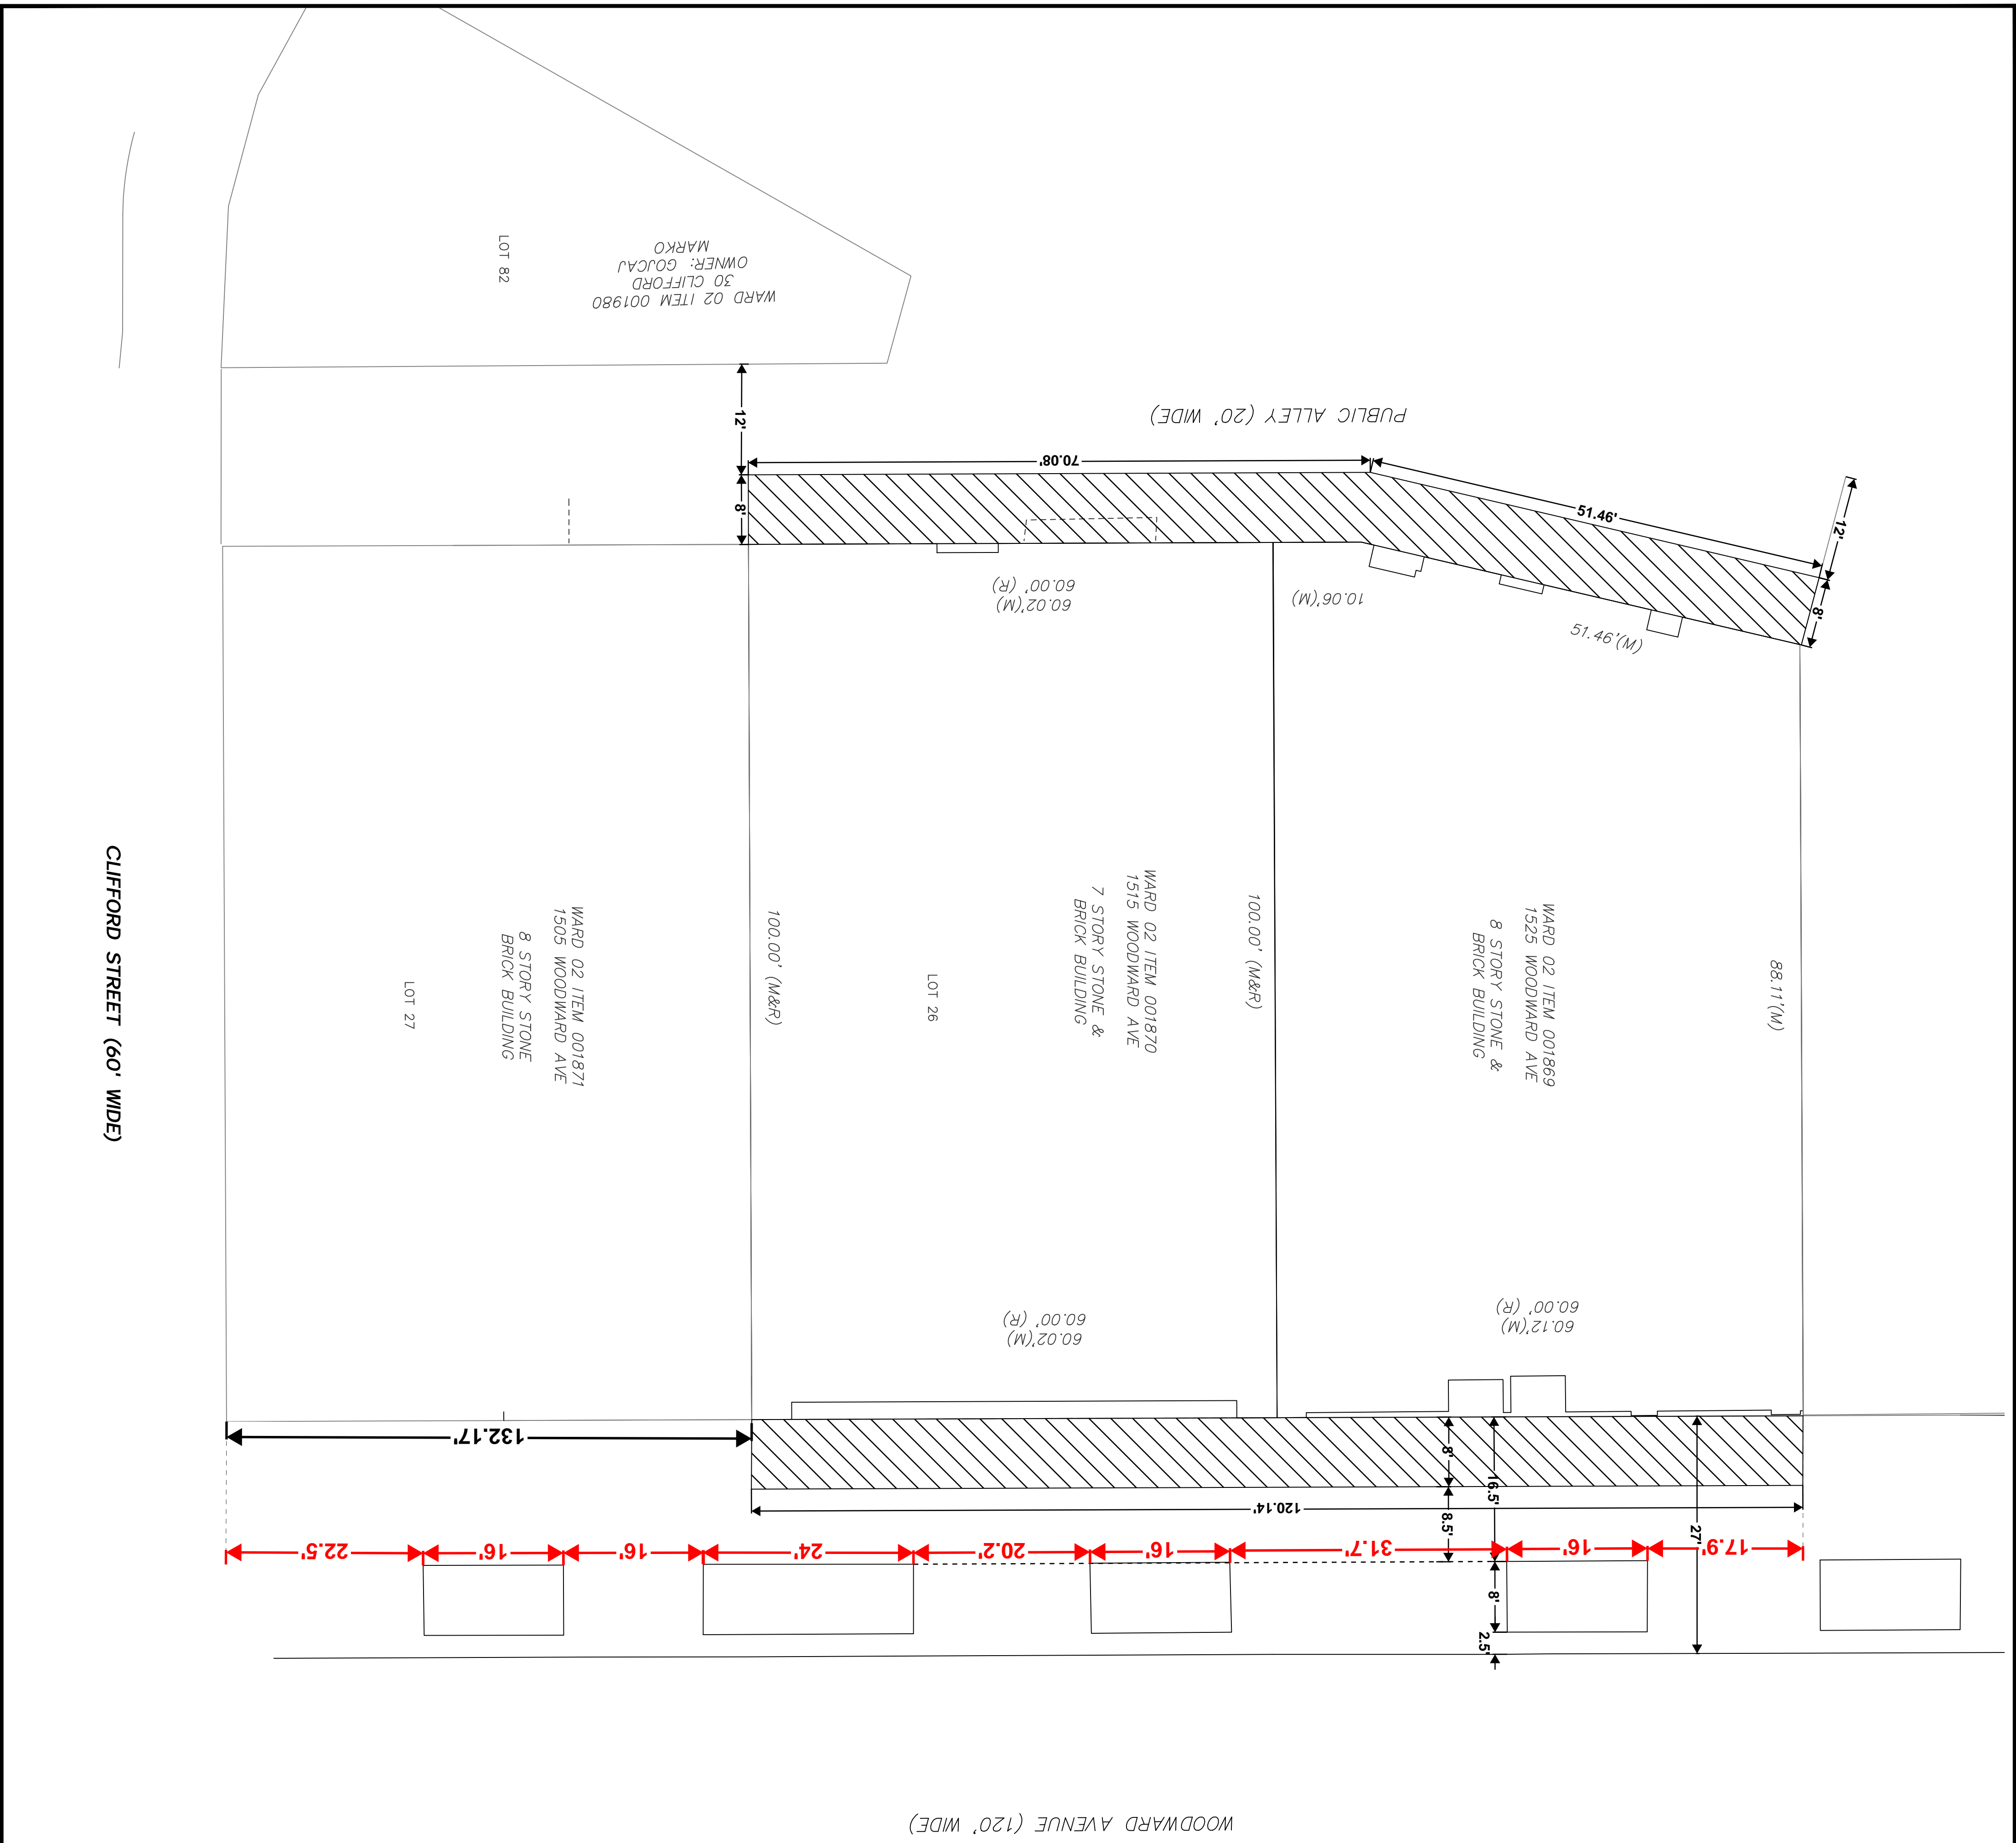 LOT 82
WARD 02 ITEM 001980
30 CLIFFORD
OWNER: GOJCAJ
MARKO
12'
PUBLIC ALLEY (20' WIDE)
70.08'
8'
51.46'
12'
8'
60.02'(M)
60.00' (R)
10.06'(M)
51.46'(M)
CLIFFORD STREET (60' WIDE)
WARD 02 ITEM 001871
1505 WOODWARD AVE
8 STORY STONE
BRICK BUILDING
LOT 27
100.00' (M&R)
WARD 02 ITEM 001870
1515 WOODWARD AVE
7 STORY STONE &
BRICK BUILDING
LOT 26
100.00' (M&R)
WARD 02 ITEM 001869
1525 WOODWARD AVE
8 STORY STONE &
BRICK BUILDING
88.11'(M)
60.02'(M)
60.00' (R)
60.12'(M)
60.00' (R)
132.17'
8'
16.5'
120.14'
8.5'
27'
22.5'
16'
16'
24'
20.2'
16'
31.7'
16'
17.9'
8'
2.5'
WOODWARD AVENUE (120' WIDE)